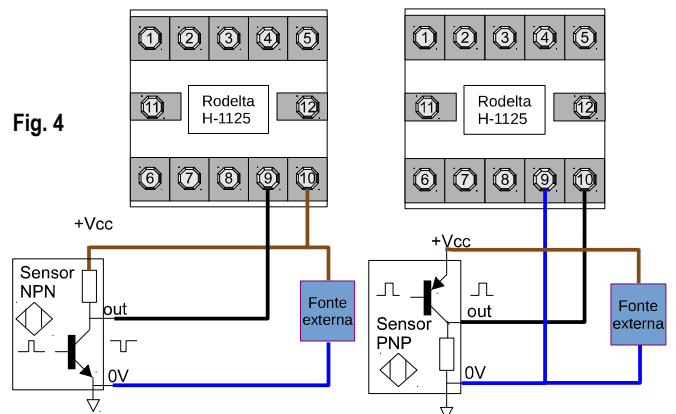 Fig. 4
1 2 3 4 5
11 Rodelta 12
H-1125
6 7 8 9 10
+Vcc
Sensor
NPN
out
0V
Fonte
externa
1 2 3 4 5
11 Rodelta 12
H-1125
6 7 8 9 10
+Vcc
out
Sensor
PNP
0V
Fonte
externa